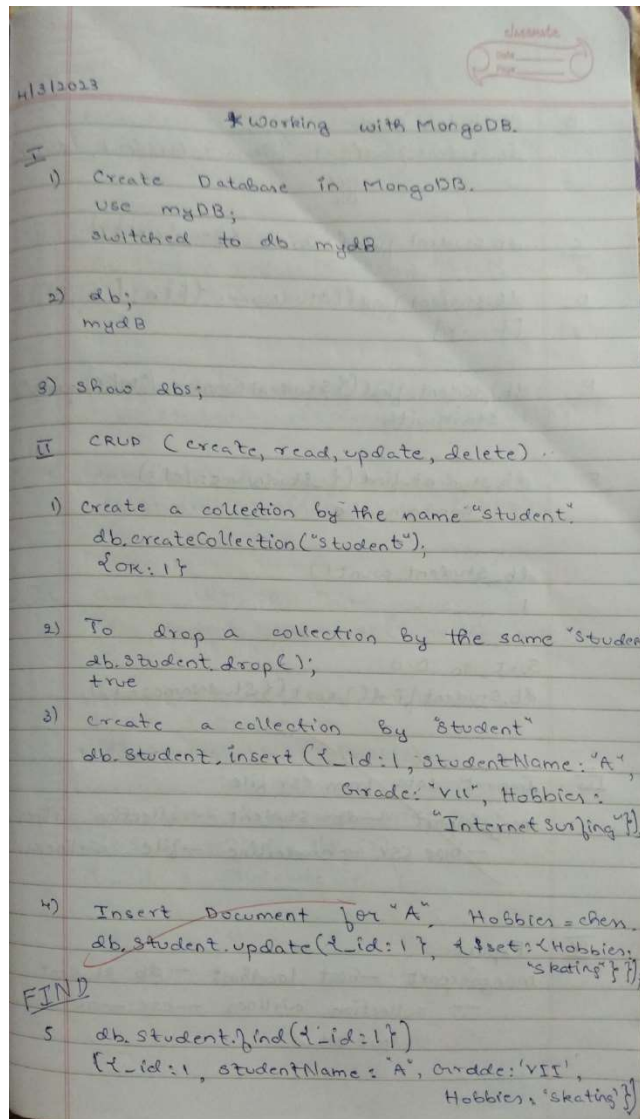 classmate
Date
Page
4/3/2023
* Working with MongoDB.
I
1) Create Database in MongoDB.
use myDB;
switched to db mydB
2) db;
mydB
3) show dbs;
II CRUD (create, read, update, delete)
1) create a collection by the name "student".
db.createCollection("student");
{OK:1}
2) To drop a collection by the same "studen
db.student.drop();
true
3) create a collection by "student"
db.student.insert({_id:1, studentName:"A",
Grade:"VII", Hobbies:
"Internet surfing"})
4) Insert Document for "A". Hobbies = chess.
db.student.update({_id:1}, {$set:{Hobbies:
"skating"}})
FIND
5 db.student.find({_id=1})
[{_id:1, studentName:"A", Grdde:'VII',
Hobbies:'skating'})